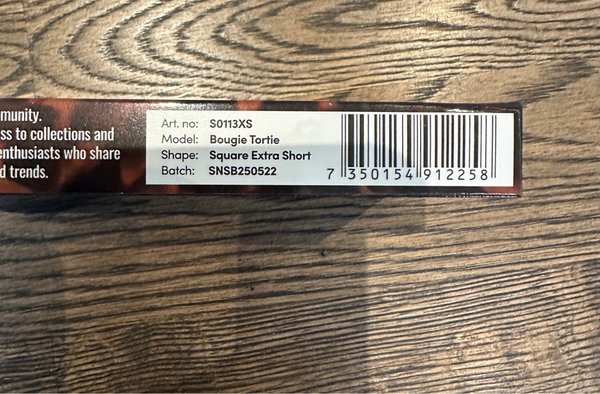 munity.
ss to collections and
enthusiasts who share
d trends.
Art. no: S0113XS
Model: Bougie Tortie
Shape: Square Extra Short
Batch: SNSB250522
7 350154 912258